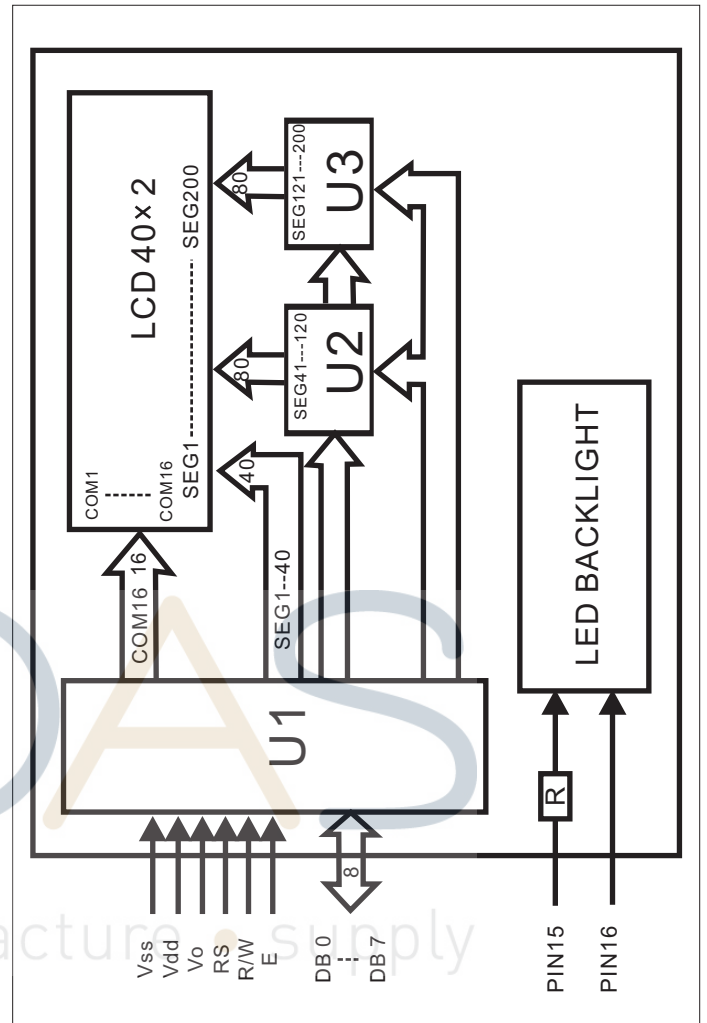 LCD 40×2
COM1
COM16
SEG1
SEG200
COM16 16
SEG1--40
40
80
80
SEG41---120
U2
SEG121---200
U3
U1
Vss
Vdd
Vo
RS
R/W
E
DB 0
DB 7
8
LED BACKLIGHT
R
PIN15
PIN16
acture • supply